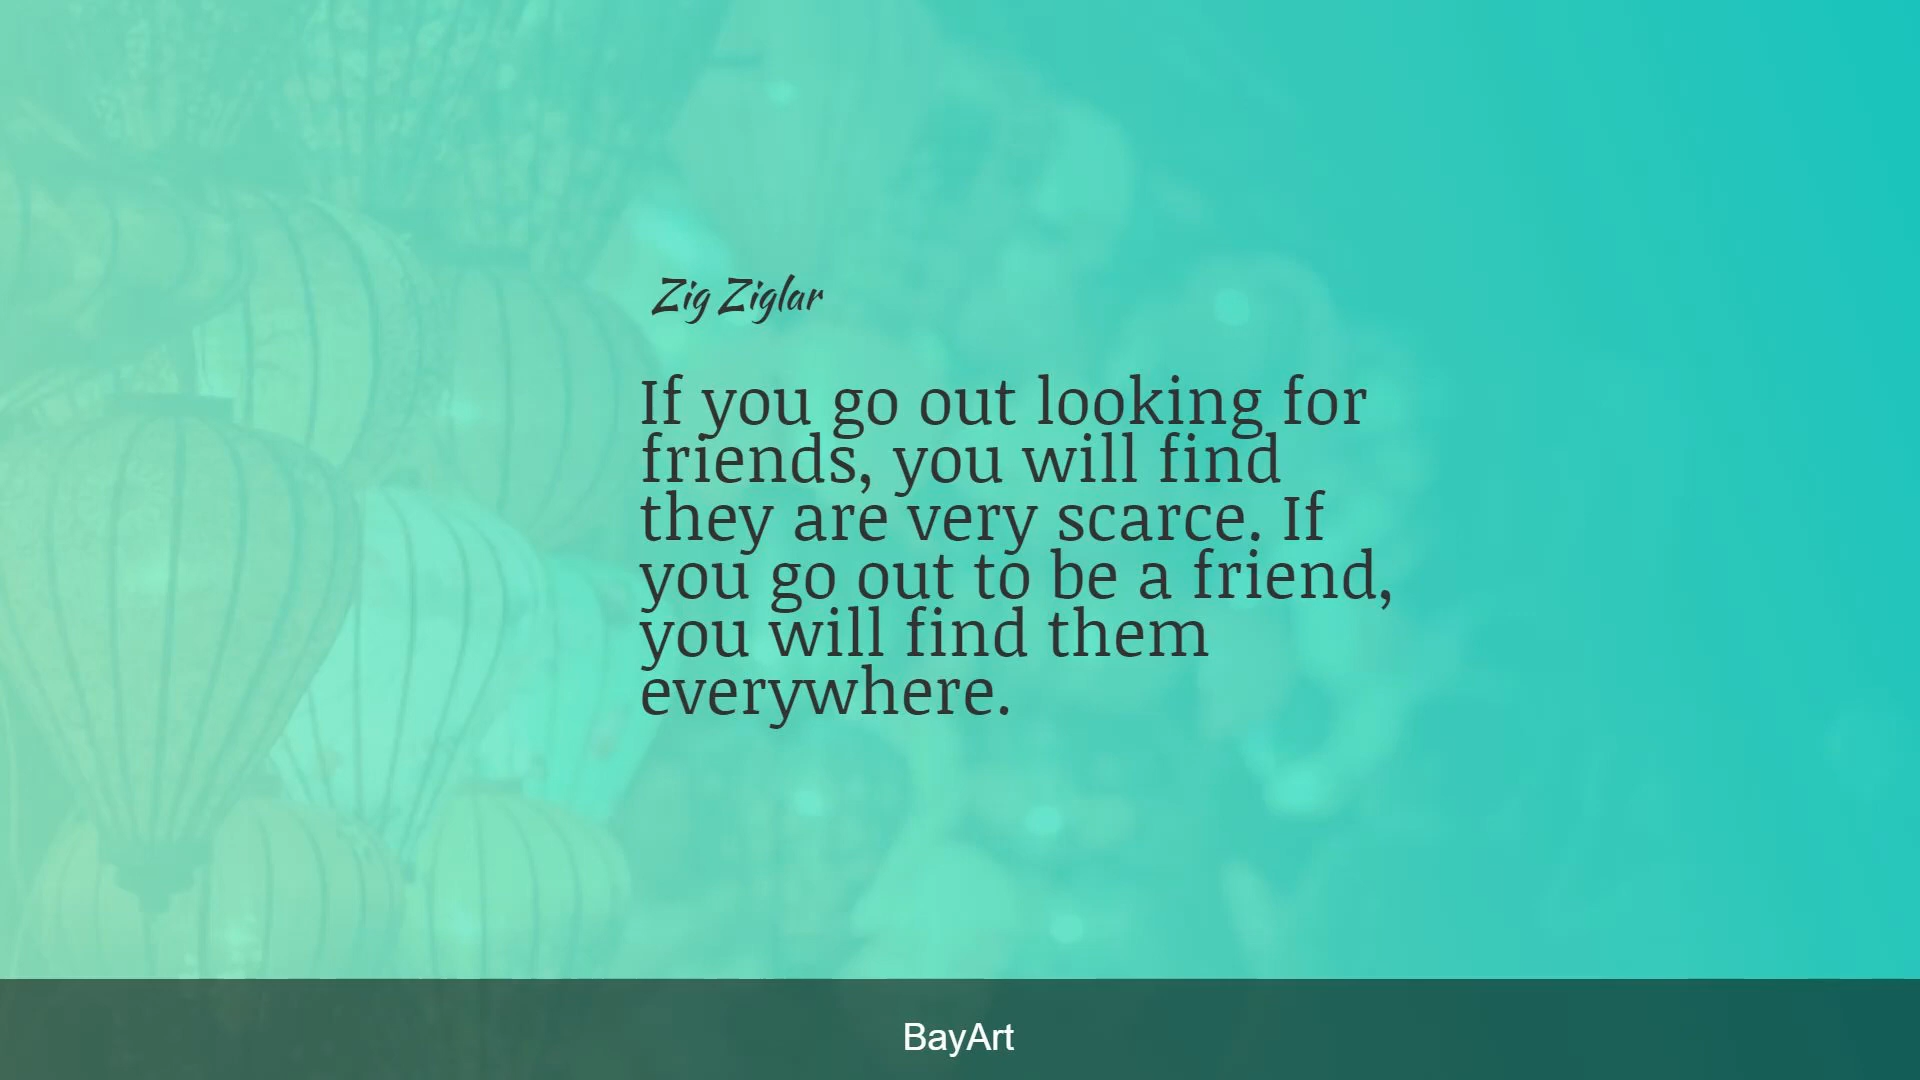 Zig Ziglar
If you go out looking for
friends, you will find
they are very scarce. If
you go out to be a friend,
you will find them
everywhere.
BayArt